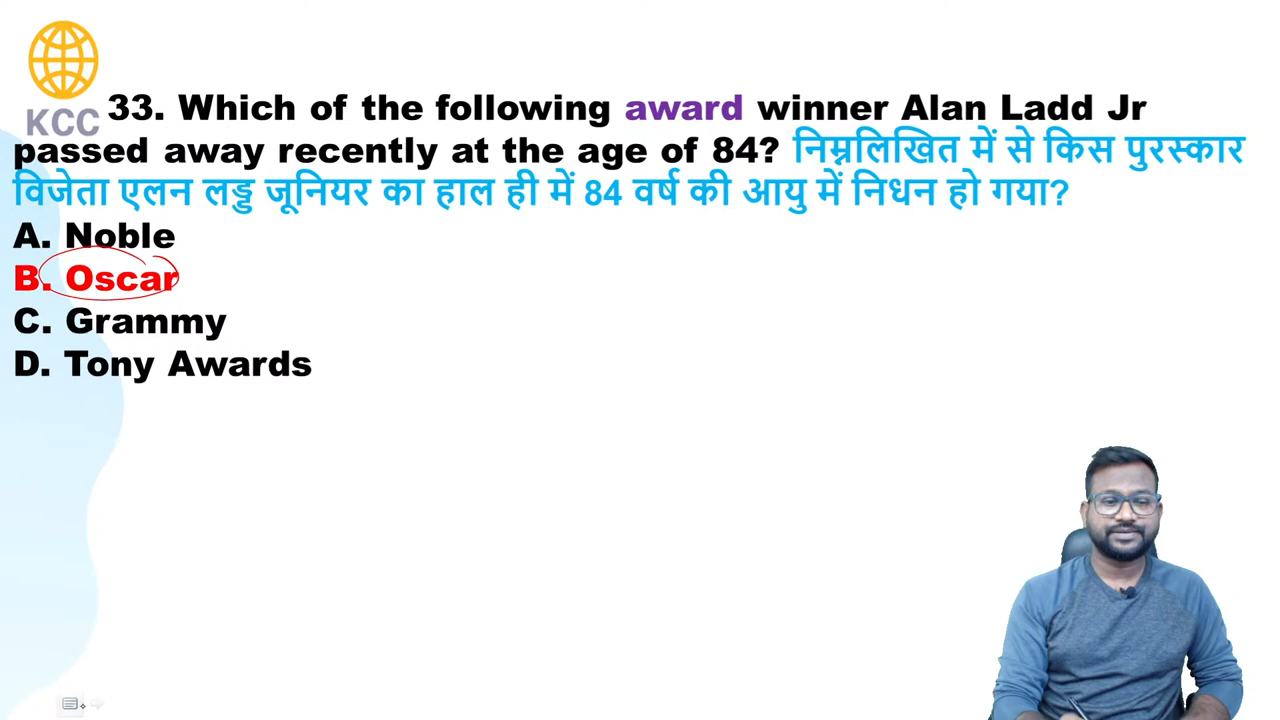 KCC
33. Which of the following award winner Alan Ladd Jr
passed away recently at the age of 84? निम्नलिखित में से किस पुरस्कार
विजेता एलन लड्ड जूनियर का हाल ही में 84 वर्ष की आयु में निधन हो गया?
A. Noble
B. Oscar
C. Grammy
D. Tony Awards